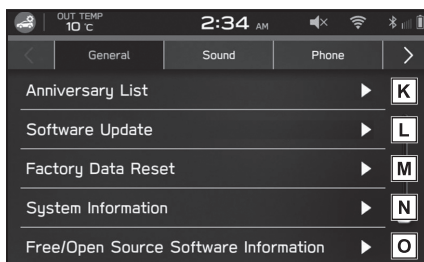 OUT TEMP
10 °C
2:34 AM
General
Sound
Phone
Anniversary List
K
Software Update
L
Factory Data Reset
M
System Information
N
Free/Open Source Software Information
O